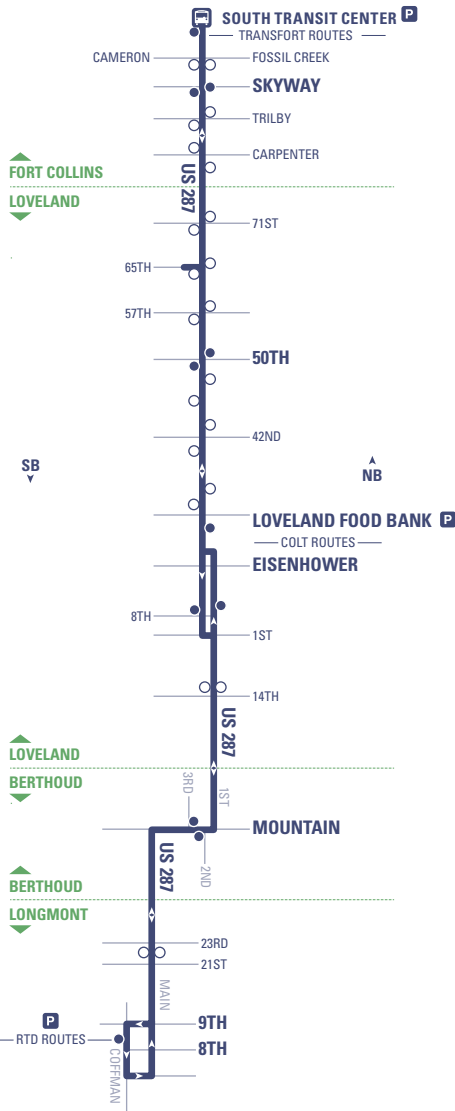 SOUTH TRANSIT CENTER P
TRANSFORT ROUTES
CAMERON
FOSSIL CREEK
SKYWAY
TRILBY
CARPENTER
FORT COLLINS
US 287
LOVELAND
71ST
65TH
57TH
50TH
42ND
SB
NB
LOVELAND FOOD BANK P
COLT ROUTES
EISENHOWER
8TH
1ST
14TH
US 287
LOVELAND
BERTHOUD
3RD
1ST
MOUNTAIN
US 287
2ND
BERTHOUD
LONGMONT
23RD
21ST
MAIN
P
9TH
RTD ROUTES
8TH
COFFMAN